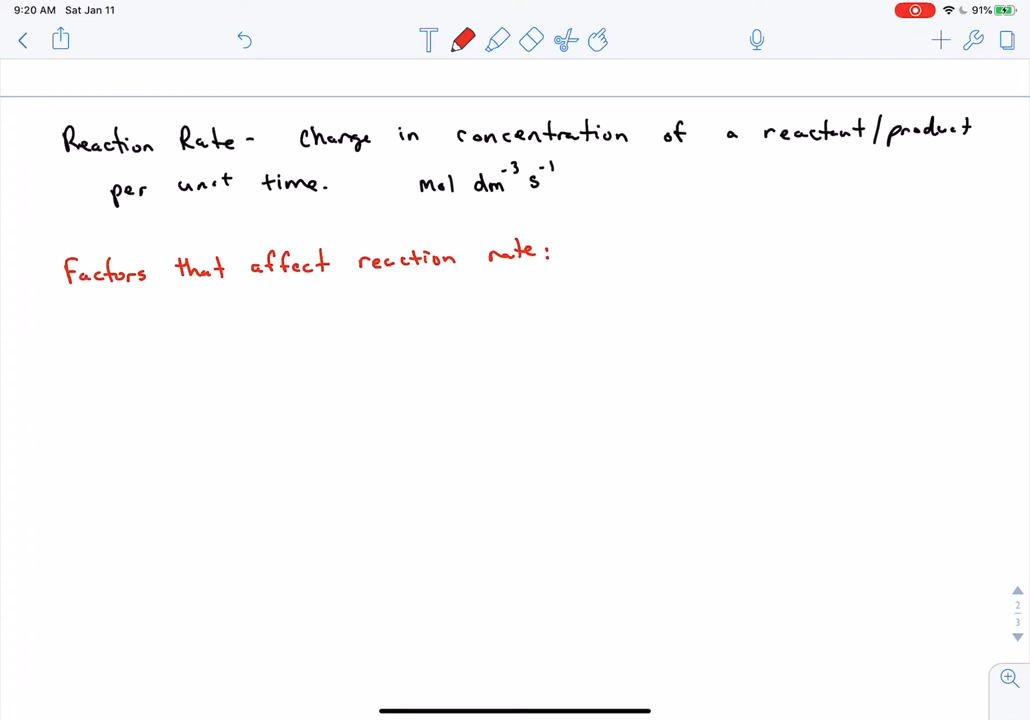 9:20 AM Sat Jan 11 91%
T
Reaction Rate - Change in concentration of a reactant/product
per unit time. mol dm⁻³ s⁻¹
Factors that affect reaction rate:
2
3